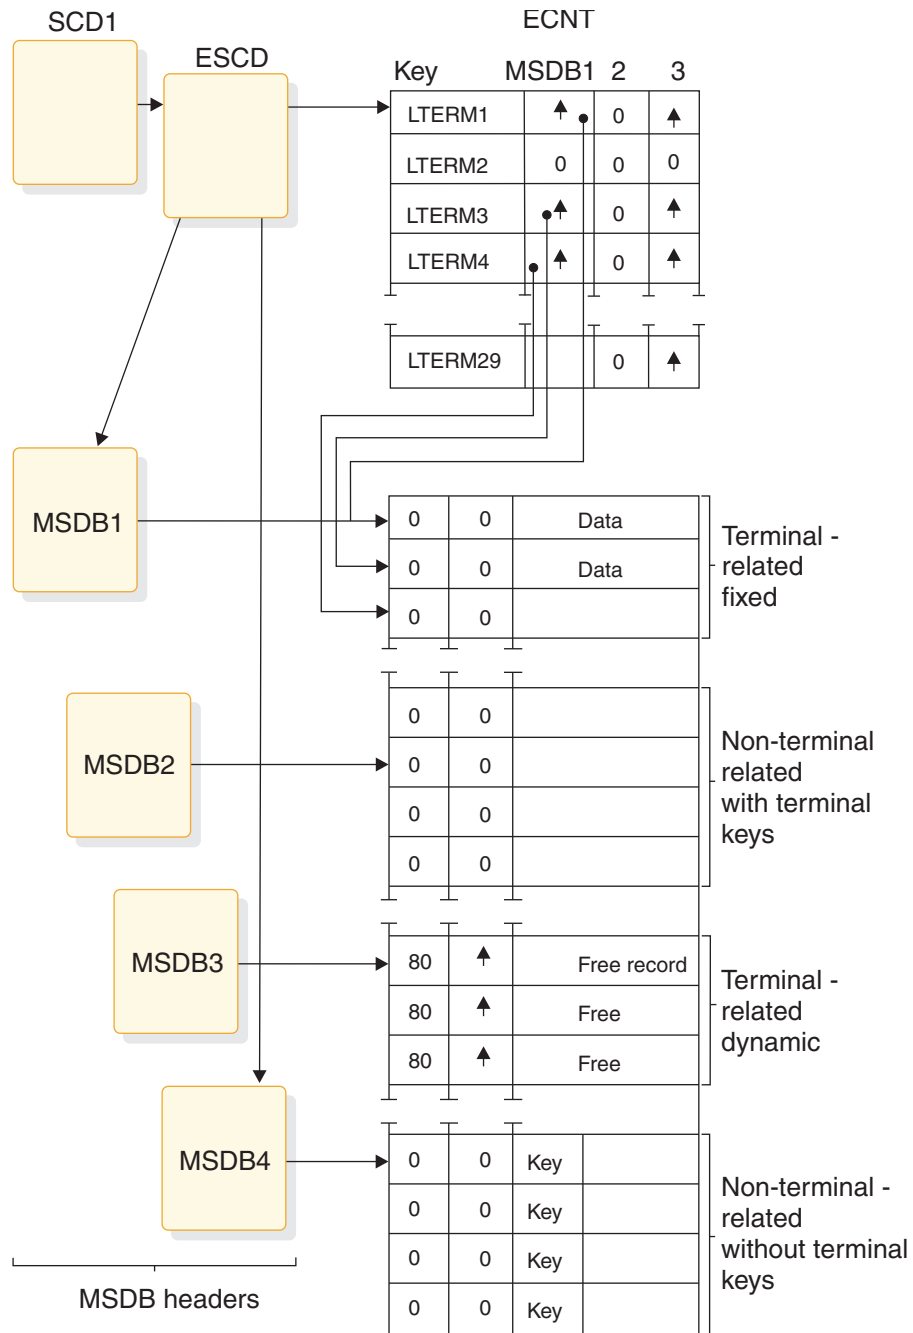 SCD1
ESCD
ECNT
Key MSDB1 2 3
LTERM1 0
LTERM2 0 0 0
LTERM3 0
LTERM4 0
LTERM29 0
MSDB1
0 0 Data
0 0 Data
0 0
Terminal -
related
fixed
MSDB2
0 0
0 0
0 0
0 0
Non-terminal
related
with terminal
keys
MSDB3
80 Free record
80 Free
80 Free
Terminal -
related
dynamic
MSDB4
0 0 Key
0 0 Key
0 0 Key
0 0 Key
Non-terminal -
related
without terminal
keys
MSDB headers